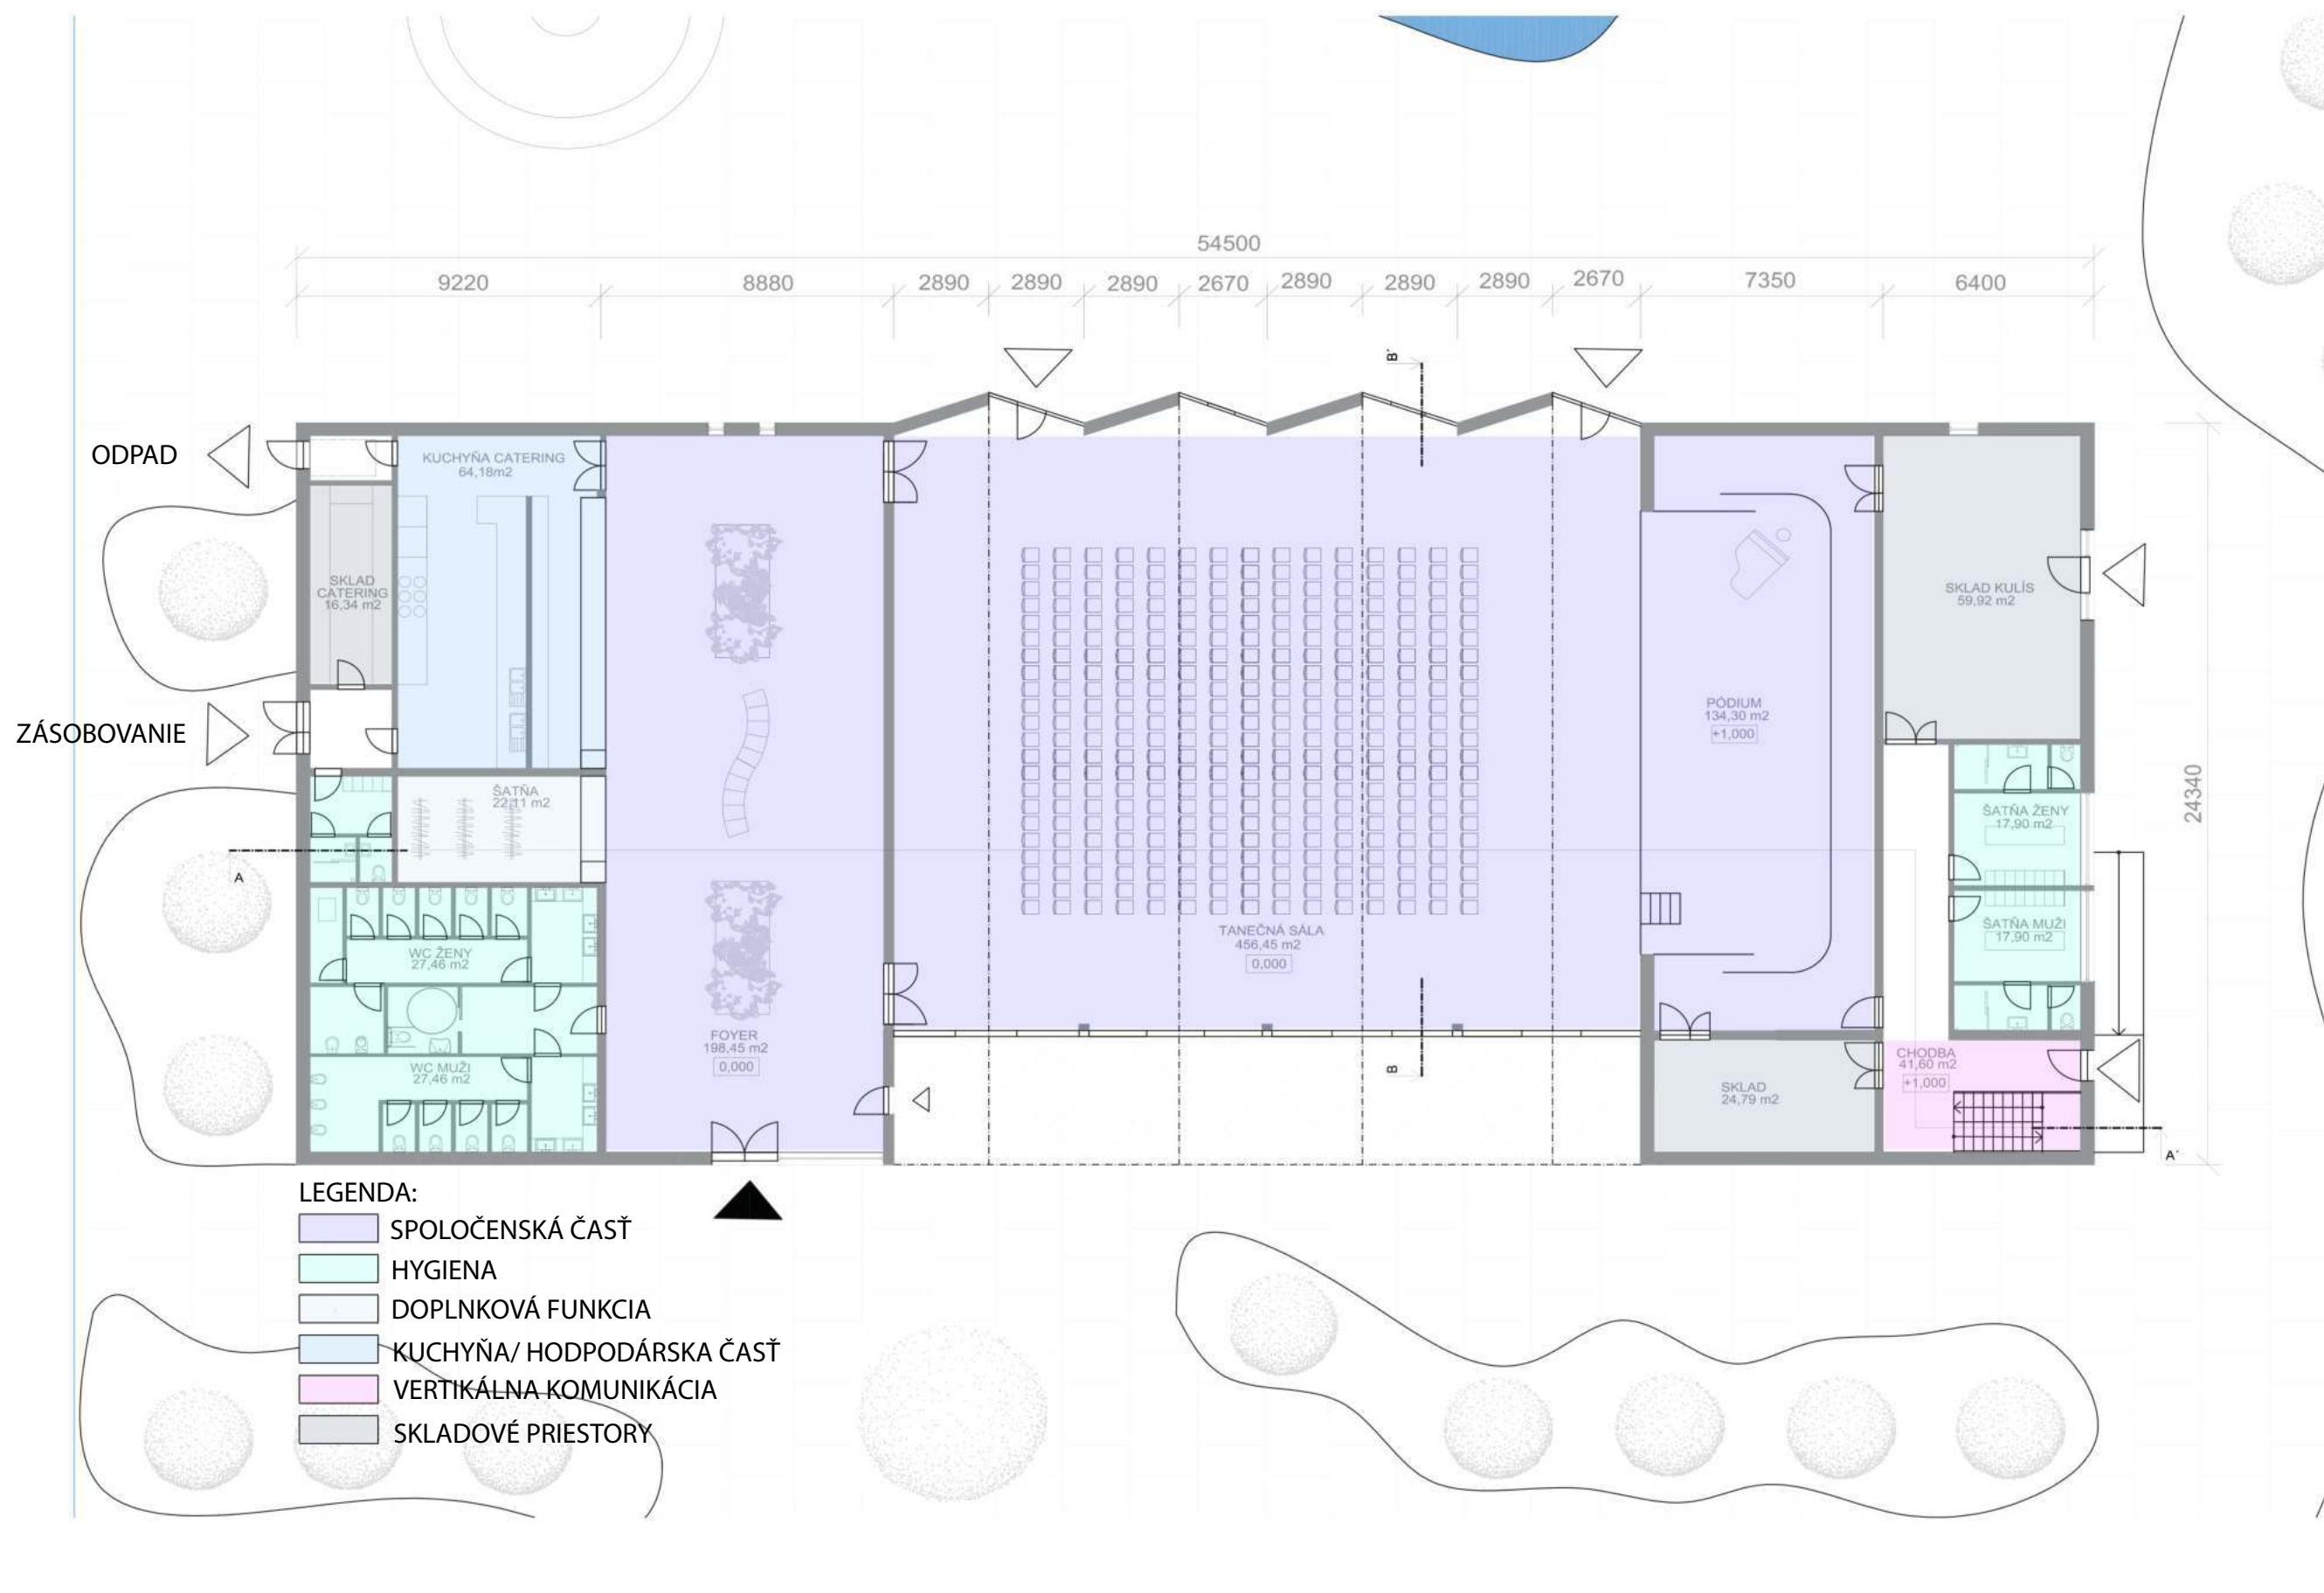 54500
9220
8880
2890
2890
2890
2670
2890
2890
2890
2670
7350
6400
B´
ODPAD
KUCHYŇA CATERING
64,18m2
SKLAD
CATERING
16,34 m2
SKLAD KULÍS
59,92 m2
PÓDIUM
134,30 m2
+1,000
ZÁSOBOVANIE
ŠATŇA
22,11 m2
24340
ŠATŇA ŽENY
17,90 m2
A
ŠATŇA MUŽI
17,90 m2
TANEČNÁ SÁLA
456,45 m2
0,000
WC ŽENY
27,46 m2
FOYER
198,45 m2
0,000
WC MUŽI
27,46 m2
B
CHODBA
41,60 m2
+1,000
SKLAD
24,79 m2
A´
LEGENDA:
SPOLOČENSKÁ ČASŤ
HYGIENA
DOPLNKOVÁ FUNKCIA
KUCHYŇA/ HODPODÁRSKA ČASŤ
VERTIKÁLNA KOMUNIKÁCIA
SKLADOVÉ PRIESTORY